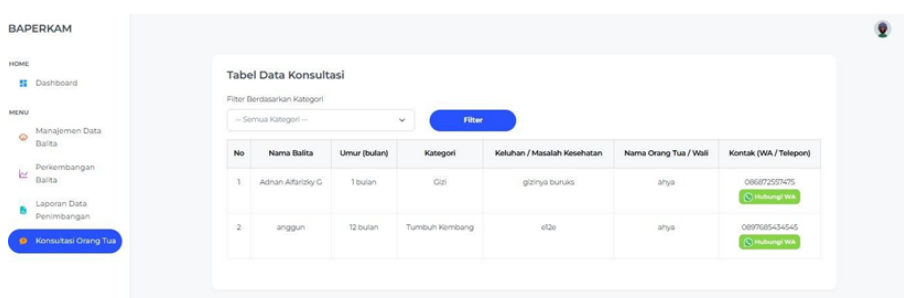 BAPERKAM
HOME
Dashboard
MENU
Manajemen Data
Balita
Perkembangan
Balita
Laporan Data
Penimbangan
Konsultasi Orang Tua
Tabel Data Konsultasi
Filter Berdasarkan Kategori
-- Semua Kategori --
Filter
No Nama Balita Umur (bulan) Kategori Keluhan / Masalah Kesehatan Nama Orang Tua / Wali Kontak (WA / Telepon)
1 Adnan Alfarizky G 1 bulan Gizi gizinya buruks ahya 086872557475
Hubungi WA
2 anggun 12 bulan Tumbuh Kembang e12e ahya 0897685434545
Hubungi WA